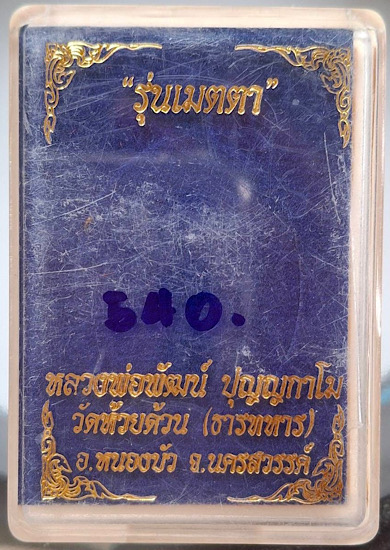 "รุ่นเมตตา"
540.
หลวงพ่อพัฒน์ ปุญญกาโม
วัดห้วยด้วน (ธารทหาร)
อ.หนองบัว จ.นครสวรรค์